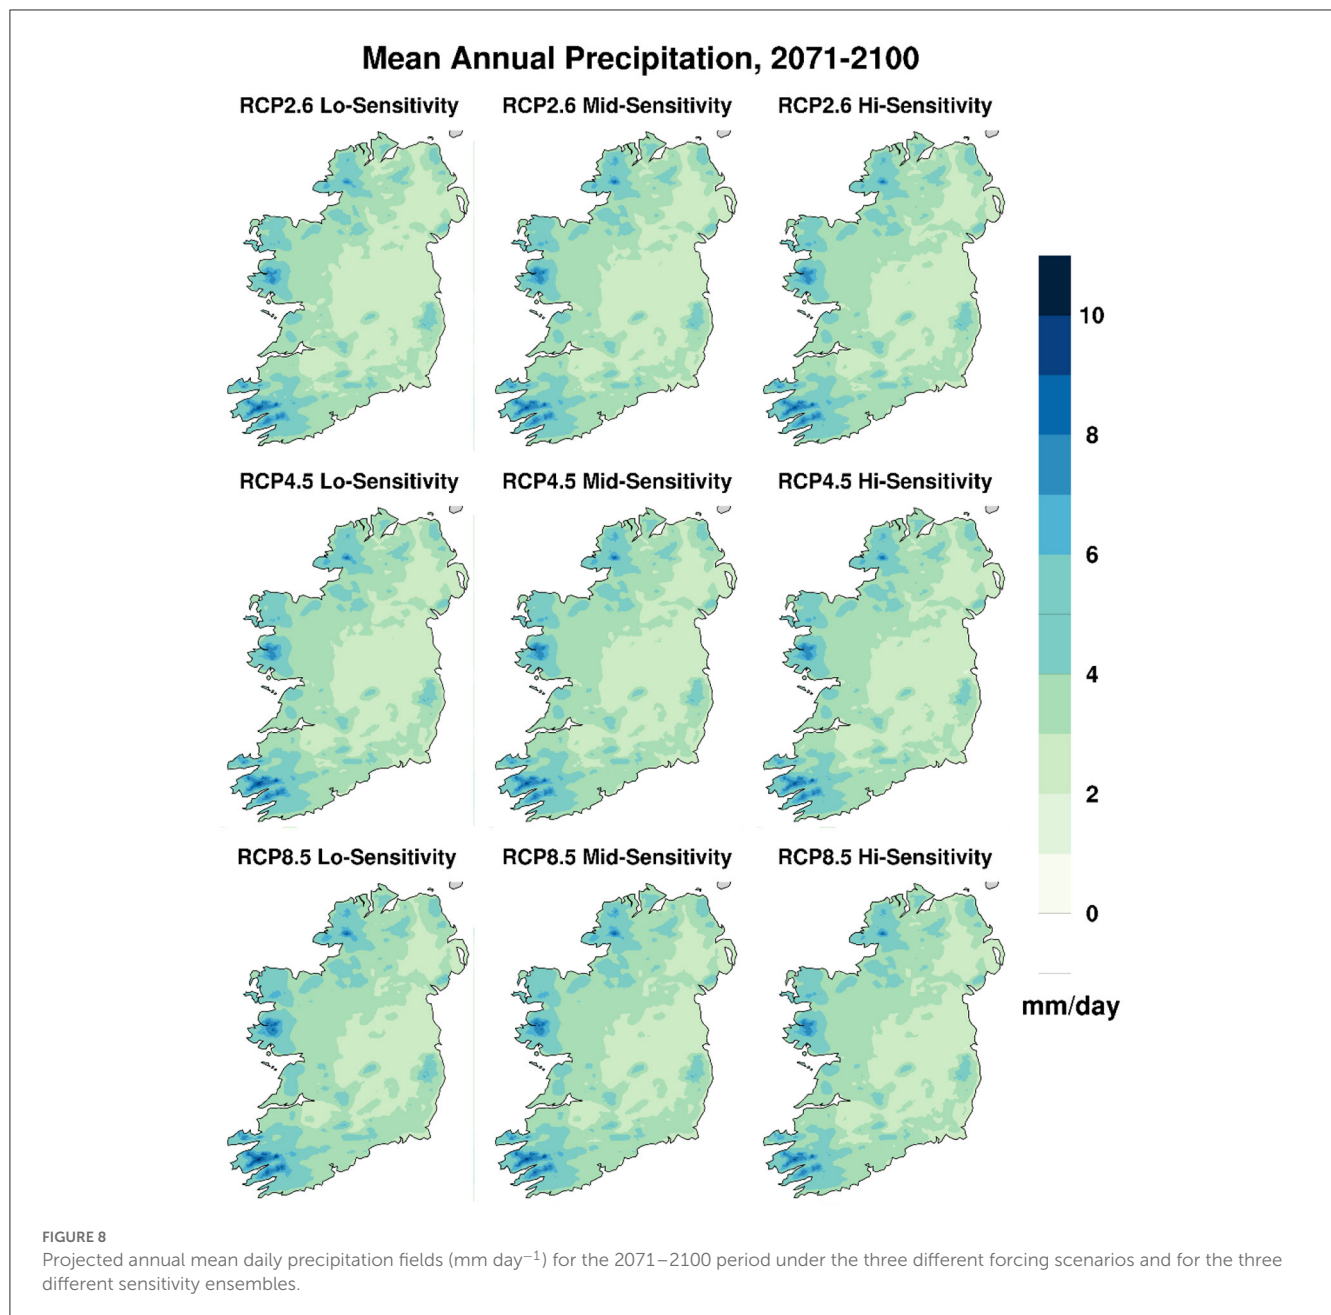 Mean Annual Precipitation, 2071-2100
RCP2.6 Lo-Sensitivity
RCP2.6 Mid-Sensitivity
RCP2.6 Hi-Sensitivity
RCP4.5 Lo-Sensitivity
RCP4.5 Mid-Sensitivity
RCP4.5 Hi-Sensitivity
RCP8.5 Lo-Sensitivity
RCP8.5 Mid-Sensitivity
RCP8.5 Hi-Sensitivity
10
8
6
4
2
0
mm/day
FIGURE 8
Projected annual mean daily precipitation fields (mm day⁻¹) for the 2071–2100 period under the three different forcing scenarios and for the three
different sensitivity ensembles.